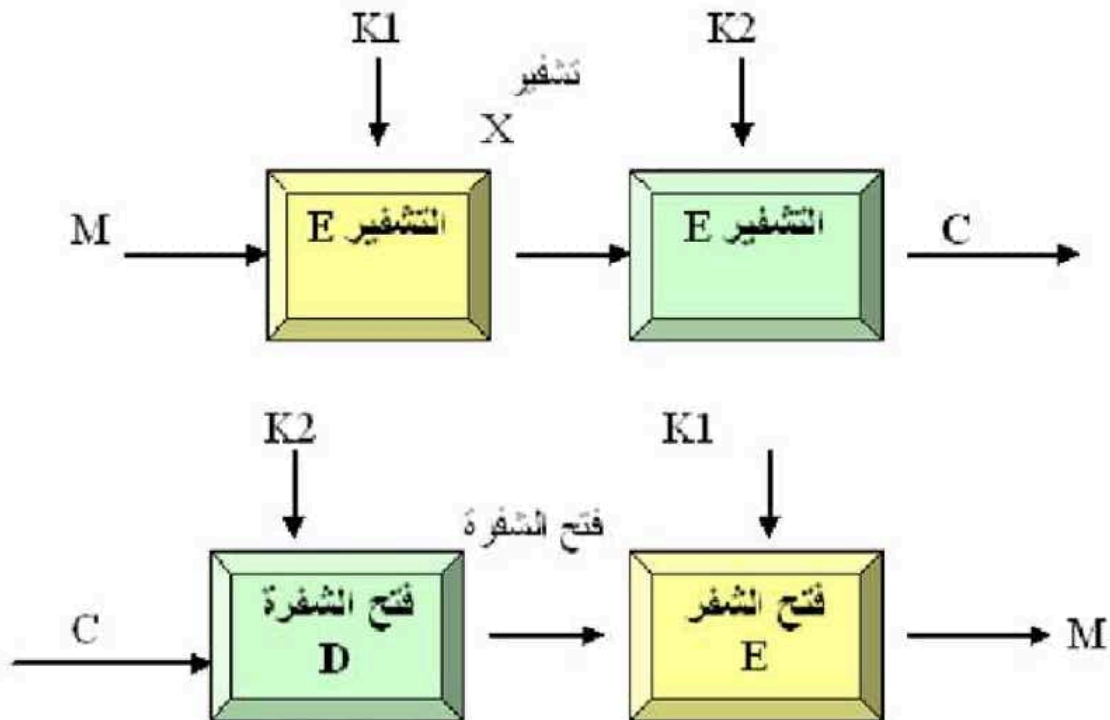 K1
K2
تشفير
X
M
التشفير E
التشفير E
C
K2
K1
فتح الشفرة
C
فتح الشفرة
D
فتح الشفر
E
M